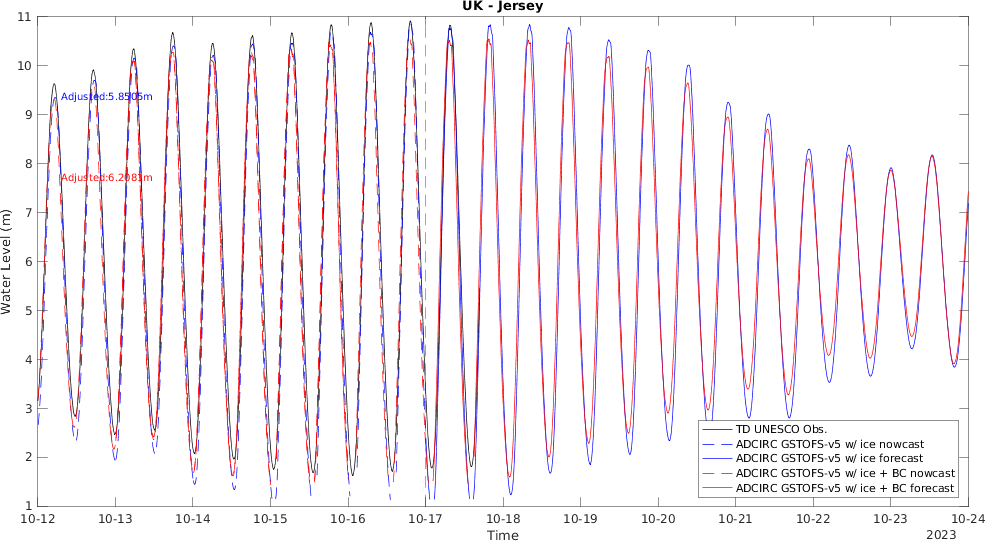 UK - Jersey
11
10
9
8
7
6
5
4
3
2
1
Water Level (m)
Adjusted:5.8505m
Adjusted:6.2081m
TD UNESCO Obs.
ADCIRC GSTOFS-v5 w/ ice nowcast
ADCIRC GSTOFS-v5 w/ ice forecast
ADCIRC GSTOFS-v5 w/ ice + BC nowcast
ADCIRC GSTOFS-v5 w/ ice + BC forecast
10-12 10-13 10-14 10-15 10-16 10-17 10-18 10-19 10-20 10-21 10-22 10-23 10-24
Time
2023